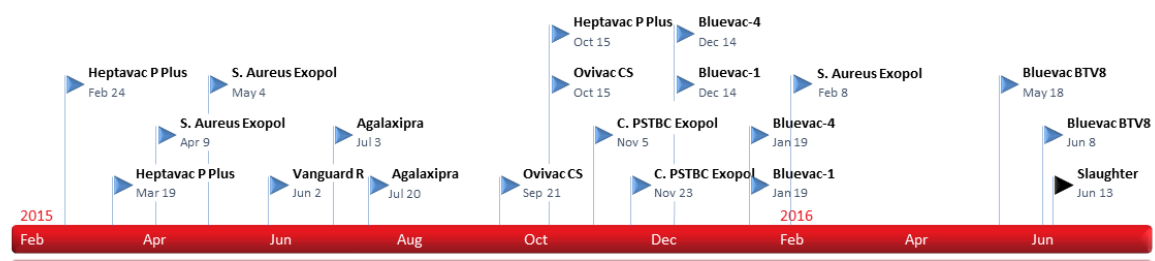 Heptavac P Plus
Oct 15
Bluevac-4
Dec 14
Heptavac P Plus
Feb 24
S. Aureus Exopol
May 4
Ovivac CS
Oct 15
Bluevac-1
Dec 14
S. Aureus Exopol
Feb 8
Bluevac BTV8
May 18
S. Aureus Exopol
Apr 9
Agalaxipra
Jul 3
C. PSTBC Exopol
Nov 5
Bluevac-4
Jan 19
Bluevac BTV8
Jun 8
Heptavac P Plus
Mar 19
Vanguard R
Jun 2
Agalaxipra
Jul 20
Ovivac CS
Sep 21
C. PSTBC Exopol
Nov 23
Bluevac-1
Jan 19
Slaughter
Jun 13
2015
2016
Feb
Apr
Jun
Aug
Oct
Dec
Feb
Apr
Jun